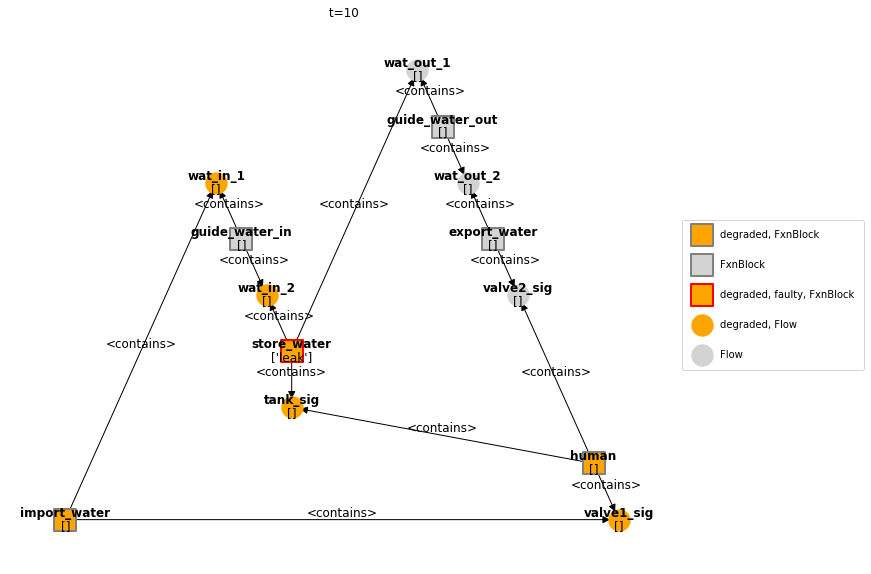 t=10
wat_out_1
[]
<contains>
guide_water_out
[]
<contains>
wat_in_1
[]
wat_out_2
[]
<contains>
<contains>
<contains>
guide_water_in
[]
export_water
[]
degraded, FxnBlock
<contains>
<contains>
FxnBlock
wat_in_2
[]
valve2_sig
[]
degraded, faulty, FxnBlock
<contains>
degraded, Flow
store_water
['leak']
<contains>
Flow
<contains>
<contains>
tank_sig
[]
<contains>
human
[]
<contains>
import_water
[]
<contains>
valve1_sig
[]